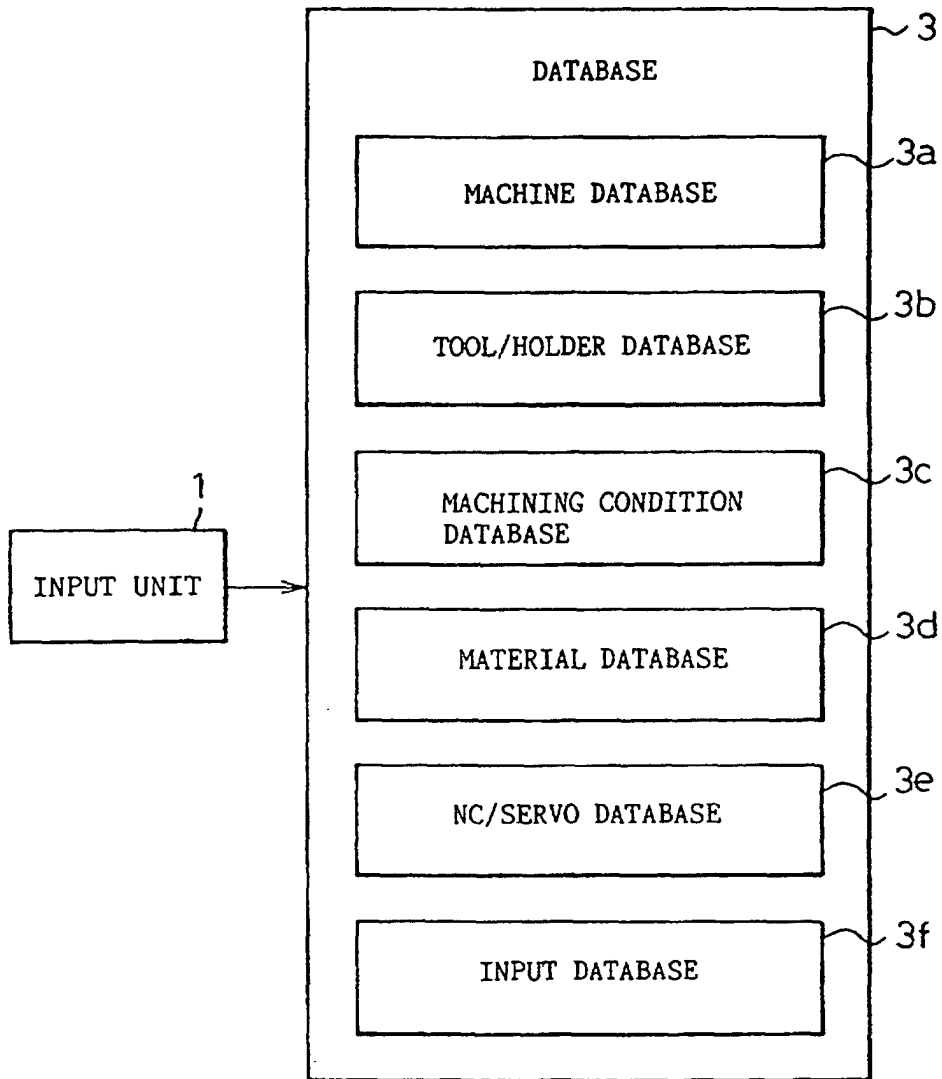 3
DATABASE
3a
MACHINE DATABASE
3b
TOOL/HOLDER DATABASE
3c
MACHINING CONDITION
DATABASE
1
INPUT UNIT
3d
MATERIAL DATABASE
3e
NC/SERVO DATABASE
3f
INPUT DATABASE